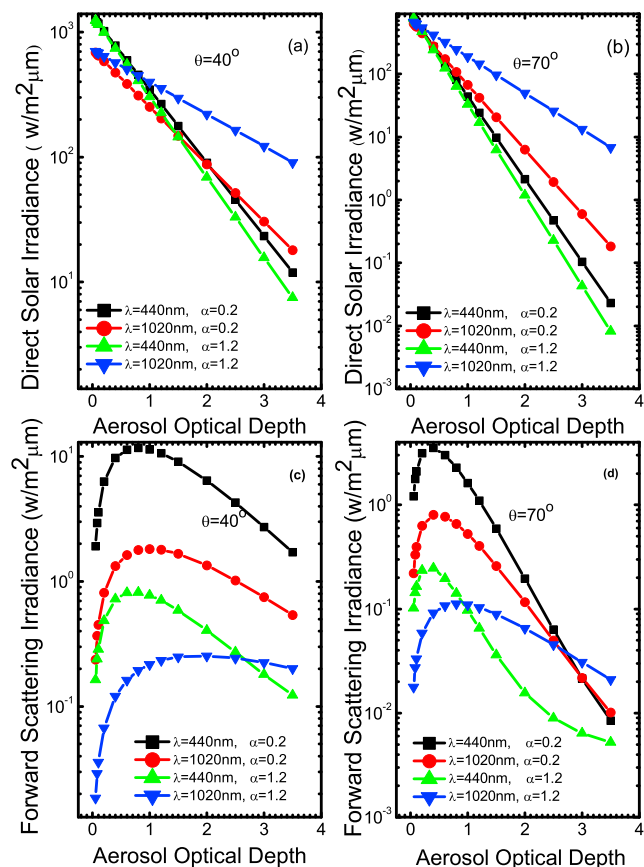 Direct Solar Irradiance ( w/m²μm)
10³
10²
10¹
(a)
θ=40°
λ=440nm, α=0.2
λ=1020nm, α=0.2
λ=440nm, α=1.2
λ=1020nm, α=1.2
0 1 2 3 4
Aerosol Optical Depth
Direct Solar Irradiance (w/m²μm)
10²
10¹
10⁰
10⁻¹
10⁻²
10⁻³
(b)
θ=70°
λ=440nm, α=0.2
λ=1020nm, α=0.2
λ=440nm, α=1.2
λ=1020nm, α=1.2
0 1 2 3 4
Aerosol Optical Depth
Forward Scattering Irradiance (w/m²μm)
10¹
10⁰
10⁻¹
(c)
θ=40°
λ=440nm, α=0.2
λ=1020nm, α=0.2
λ=440nm, α=1.2
λ=1020nm, α=1.2
0 1 2 3 4
Aerosol Optical Depth
Forward Scattering Irradiance (w/m²μm)
10⁰
10⁻¹
10⁻²
10⁻³
(d)
θ=70°
λ=440nm, α=0.2
λ=1020nm, α=0.2
λ=440nm, α=1.2
λ=1020nm, α=1.2
0 1 2 3 4
Aerosol Optical Depth